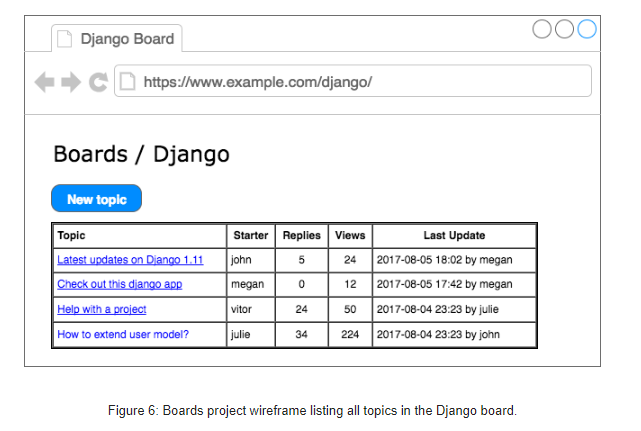 Django Board
https://www.example.com/django/
Boards / Django
New topic
Topic Starter Replies Views Last Update
Latest updates on Django 1.11 john 5 24 2017-08-05 18:02 by megan
Check out this django app megan 0 12 2017-08-05 17:42 by megan
Help with a project vitor 24 50 2017-08-04 23:23 by julie
How to extend user model? julie 34 224 2017-08-04 23:23 by john
Figure 6: Boards project wireframe listing all topics in the Django board.